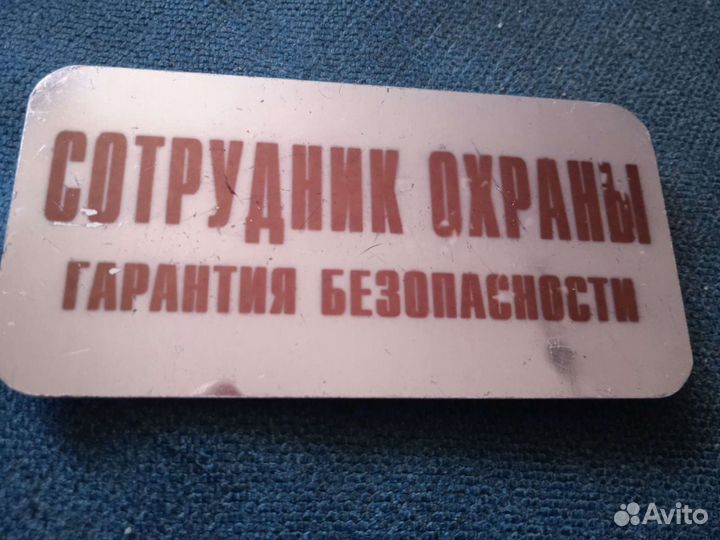 СОТРУДНИК ОХРАНЫ
ГАРАНТИЯ БЕЗОПАСНОСТИ
Avito